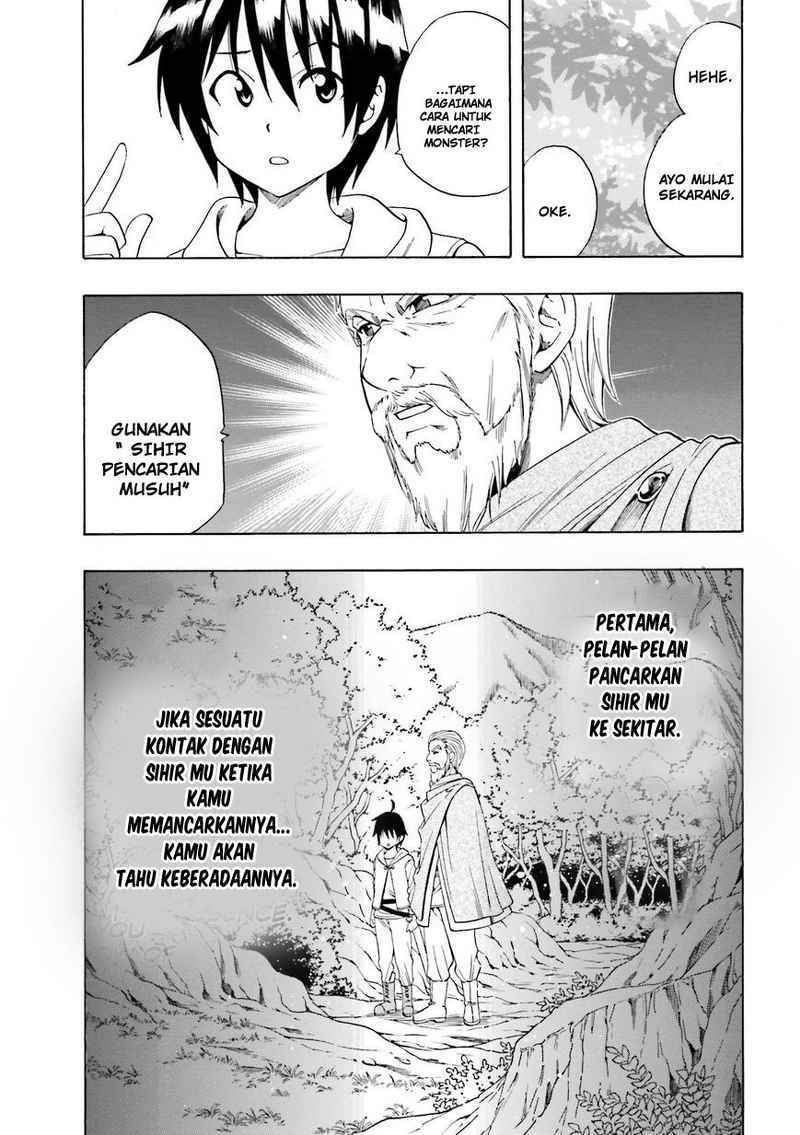 HEHE.
AYO MULAI
SEKARANG.
OKE.
...TAPI
BAGAIMANA
CARA UNTUK
MENCARI
MONSTER?
GUNAKAN
" SIHIR
PENCARIAN
MUSUH"
PERTAMA,
PELAN-PELAN
PANCARKAN
SIHIR MU
KE SEKITAR.
JIKA SESUATU
KONTAK DENGAN
SIHIR MU KETIKA
KAMU
MEMANCARKANNYA...
KAMU AKAN
TAHU KEBERADAANNYA.